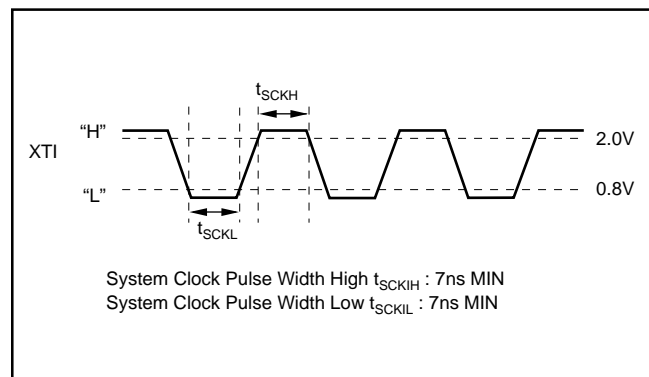 tSCKH
"H"
2.0V
XTI
"L"
0.8V
tSCKL
System Clock Pulse Width High tSCKIH : 7ns MIN
System Clock Pulse Width Low tSCKIL : 7ns MIN